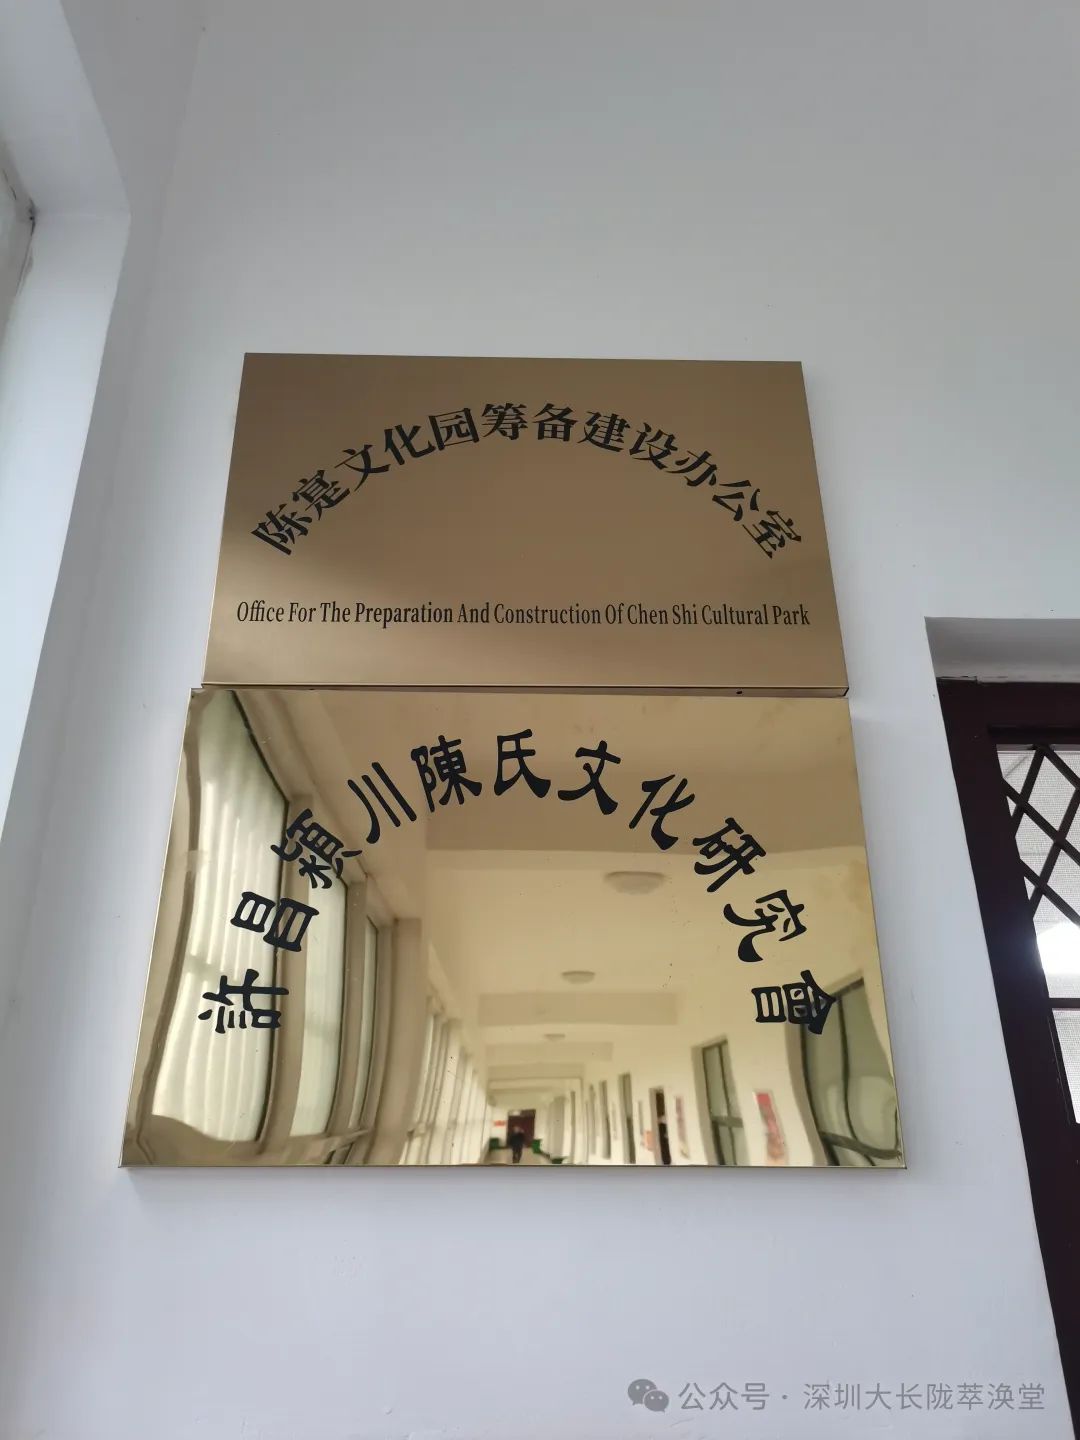 陈寔文化园筹备建设办公室
Office For The Preparation And Construction Of Chen Shi Cultural Park
許昌潁川陳氏文化研究會
公众号·深圳大长陇萃涣堂